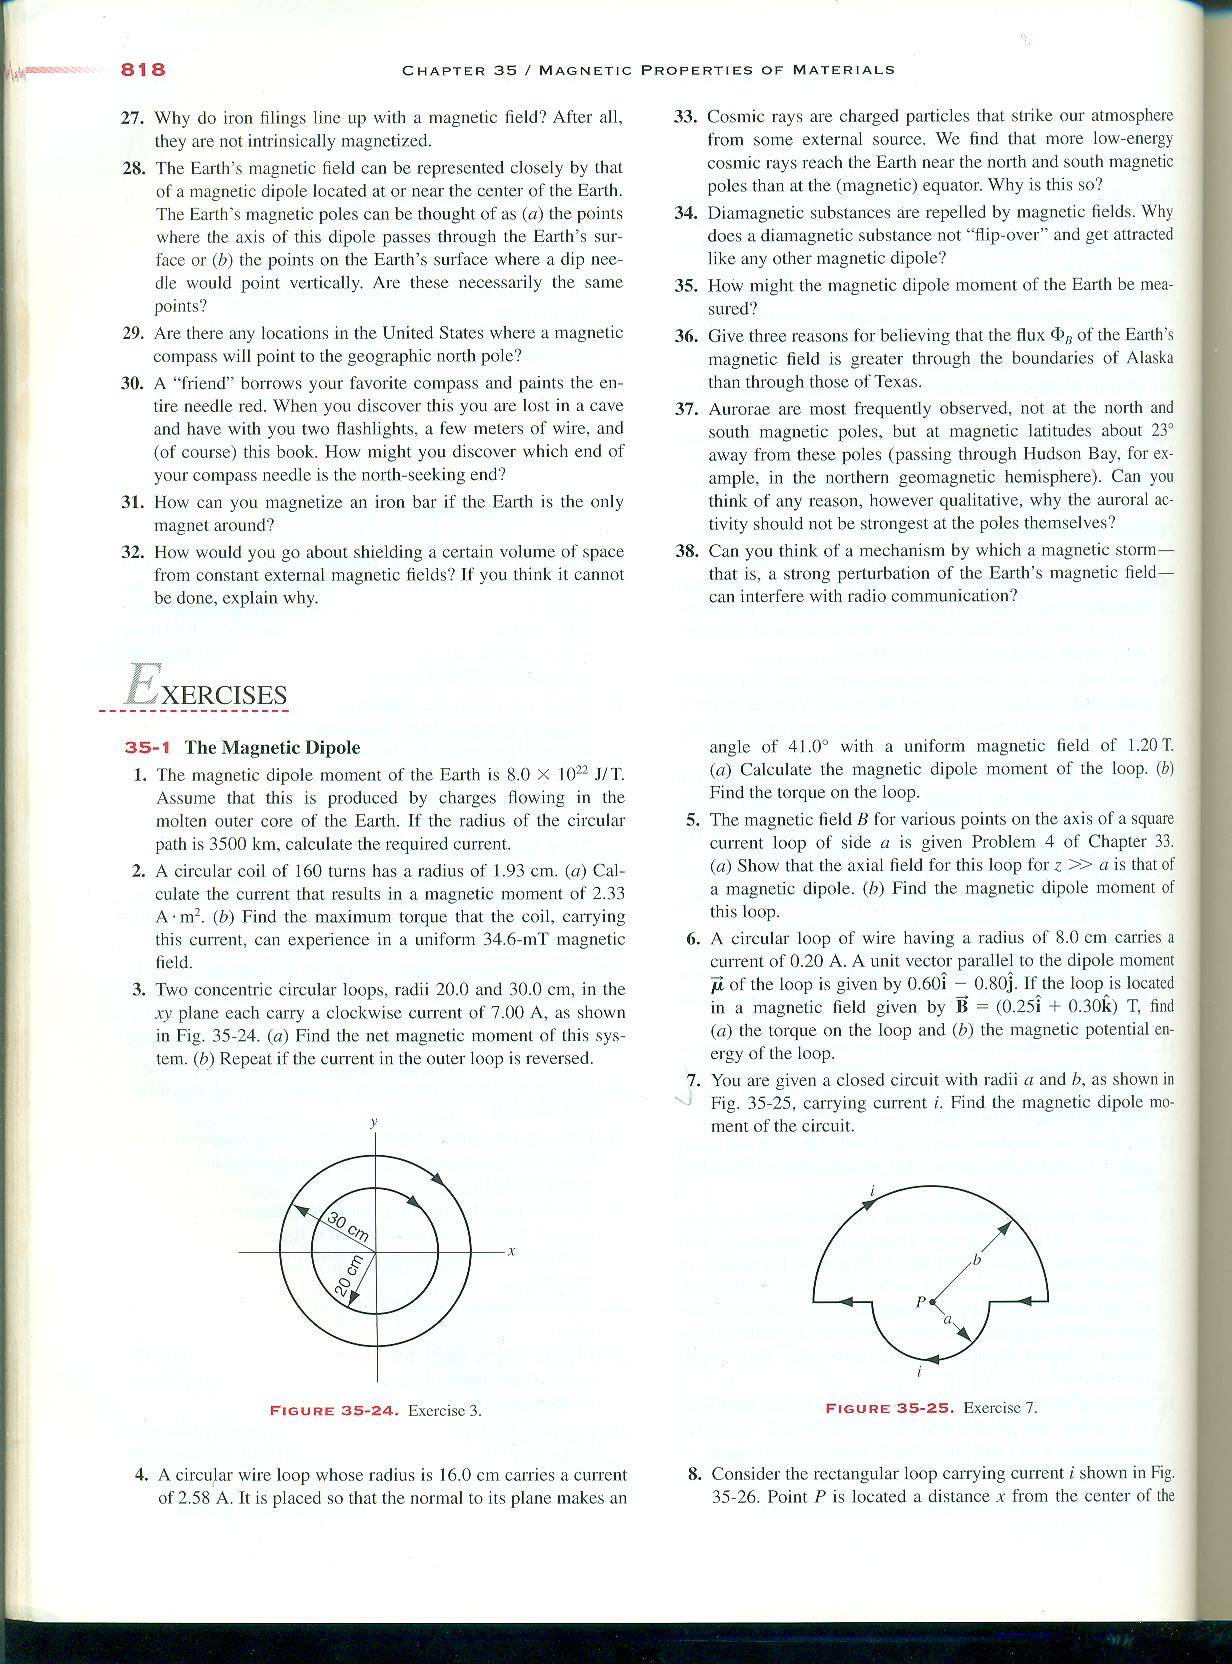 818
CHAPTER 35 / MAGNETIC PROPERTIES OF MATERIALS
27. Why do iron filings line up with a magnetic field? After all,
they are not intrinsically magnetized.
28. The Earth's magnetic field can be represented closely by that
of a magnetic dipole located at or near the center of the Earth.
The Earth's magnetic poles can be thought of as (a) the points
where the axis of this dipole passes through the Earth's sur-
face or (b) the points on the Earth's surface where a dip nee-
dle would point vertically. Are these necessarily the same
points?
29. Are there any locations in the United States where a magnetic
compass will point to the geographic north pole?
30. A “friend” borrows your favorite compass and paints the en-
tire needle red. When you discover this you are lost in a cave
and have with you two flashlights, a few meters of wire, and
(of course) this book. How might you discover which end of
your compass needle is the north-seeking end?
31. How can you magnetize an iron bar if the Earth is the only
magnet around?
32. How would you go about shielding a certain volume of space
from constant external magnetic fields? If you think it cannot
be done, explain why.
33. Cosmic rays are charged particles that strike our atmosphere
from some external source. We find that more low-energy
cosmic rays reach the Earth near the north and south magnetic
poles than at the (magnetic) equator. Why is this so?
34. Diamagnetic substances are repelled by magnetic fields. Why
does a diamagnetic substance not “flip-over” and get attracted
like any other magnetic dipole?
35. How might the magnetic dipole moment of the Earth be mea-
sured?
36. Give three reasons for believing that the flux Φ_B of the Earth's
magnetic field is greater through the boundaries of Alaska
than through those of Texas.
37. Aurorae are most frequently observed, not at the north and
south magnetic poles, but at magnetic latitudes about 23°
away from these poles (passing through Hudson Bay, for ex-
ample, in the northern geomagnetic hemisphere). Can you
think of any reason, however qualitative, why the auroral ac-
tivity should not be strongest at the poles themselves?
38. Can you think of a mechanism by which a magnetic storm—
that is, a strong perturbation of the Earth's magnetic field—
can interfere with radio communication?
EXERCISES
35-1 The Magnetic Dipole
1. The magnetic dipole moment of the Earth is 8.0 × 10²² J/T.
Assume that this is produced by charges flowing in the
molten outer core of the Earth. If the radius of the circular
path is 3500 km, calculate the required current.
2. A circular coil of 160 turns has a radius of 1.93 cm. (a) Cal-
culate the current that results in a magnetic moment of 2.33
A·m². (b) Find the maximum torque that the coil, carrying
this current, can experience in a uniform 34.6-mT magnetic
field.
3. Two concentric circular loops, radii 20.0 and 30.0 cm, in the
xy plane each carry a clockwise current of 7.00 A, as shown
in Fig. 35-24. (a) Find the net magnetic moment of this sys-
tem. (b) Repeat if the current in the outer loop is reversed.
y
30 cm
x
20 cm
FIGURE 35-24. Exercise 3.
4. A circular wire loop whose radius is 16.0 cm carries a current
of 2.58 A. It is placed so that the normal to its plane makes an
angle of 41.0° with a uniform magnetic field of 1.20 T.
(a) Calculate the magnetic dipole moment of the loop. (b)
Find the torque on the loop.
5. The magnetic field B for various points on the axis of a square
current loop of side a is given Problem 4 of Chapter 33.
(a) Show that the axial field for this loop for z >> a is that of
a magnetic dipole. (b) Find the magnetic dipole moment of
this loop.
6. A circular loop of wire having a radius of 8.0 cm carries a
current of 0.20 A. A unit vector parallel to the dipole moment
μ⃗ of the loop is given by 0.60î − 0.80ĵ. If the loop is located
in a magnetic field given by B⃗ = (0.25î + 0.30k̂) T, find
(a) the torque on the loop and (b) the magnetic potential en-
ergy of the loop.
7. You are given a closed circuit with radii a and b, as shown in
Fig. 35-25, carrying current i. Find the magnetic dipole mo-
ment of the circuit.
i
b
P
a
i
FIGURE 35-25. Exercise 7.
8. Consider the rectangular loop carrying current i shown in Fig.
35-26. Point P is located a distance x from the center of the